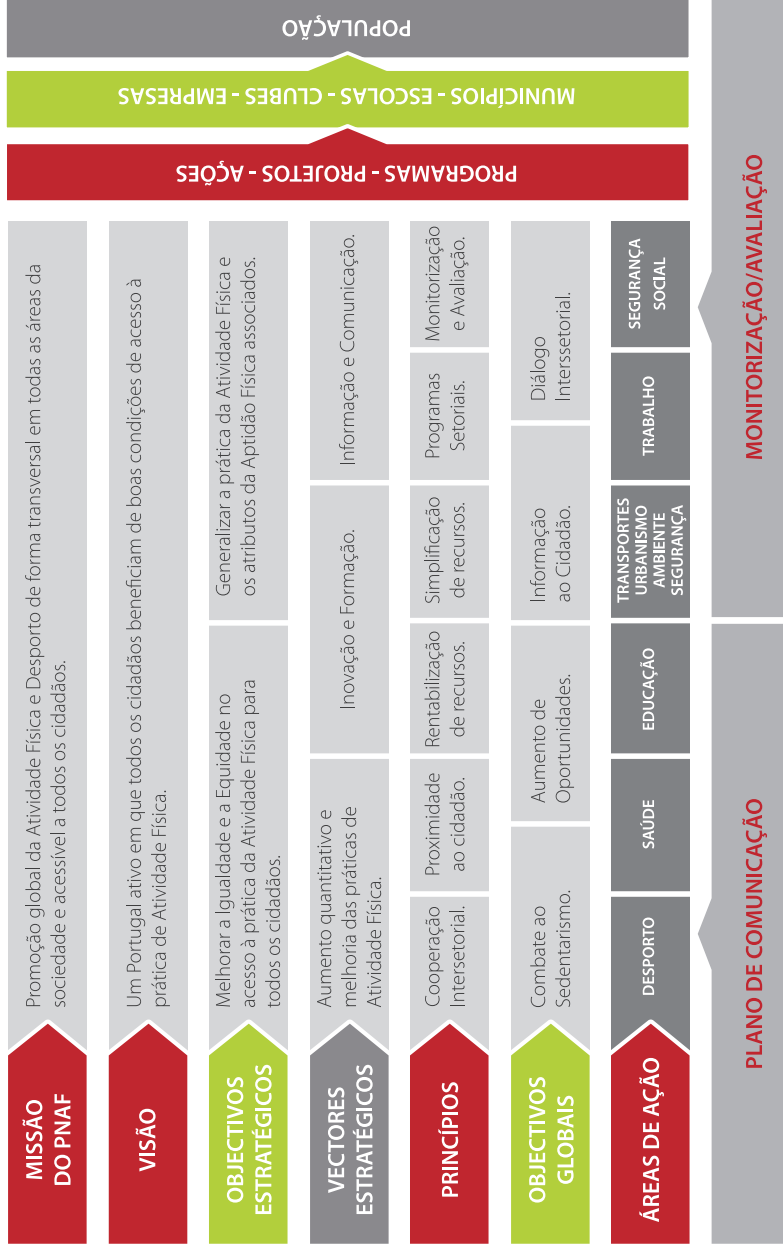 MISSÃO
DO PNAF
Promoção global da Atividade Física e Desporto de forma transversal em todas as áreas da
sociedade e acessível a todos os cidadãos.
VISÃO
Um Portugal ativo em que todos os cidadãos beneficiam de boas condições de acesso à
prática de Atividade Física.
OBJECTIVOS
ESTRATÉGICOS
Melhorar a Igualdade e a Equidade no
acesso à prática da Atividade Física para
todos os cidadãos.
Generalizar a prática da Atividade Física e
os atributos da Aptidão Física associados.
VECTORES
ESTRATÉGICOS
Aumento quantitativo e
melhoria das práticas de
Atividade Física.
Inovação e Formação.
Informação e Comunicação.
PRINCÍPIOS
Cooperação
Intersetorial.
Proximidade
ao cidadão.
Rentabilização
de recursos.
Simplificação
de recursos.
Programas
Setoriais.
Monitorização
e Avaliação.
OBJECTIVOS
GLOBAIS
Combate ao
Sedentarismo.
Aumento de
Oportunidades.
Informação
ao Cidadão.
Diálogo
Interssetorial.
ÁREAS DE AÇÃO
DESPORTO
SAÚDE
EDUCAÇÃO
TRANSPORTES
URBANISMO
AMBIENTE
SEGURANÇA
TRABALHO
SEGURANÇA
SOCIAL
PLANO DE COMUNICAÇÃO
MONITORIZAÇÃO/AVALIAÇÃO
PROGRAMAS - PROJETOS - AÇÕES
MUNICÍPIOS - ESCOLAS - CLUBES - EMPRESAS
POPULAÇÃO